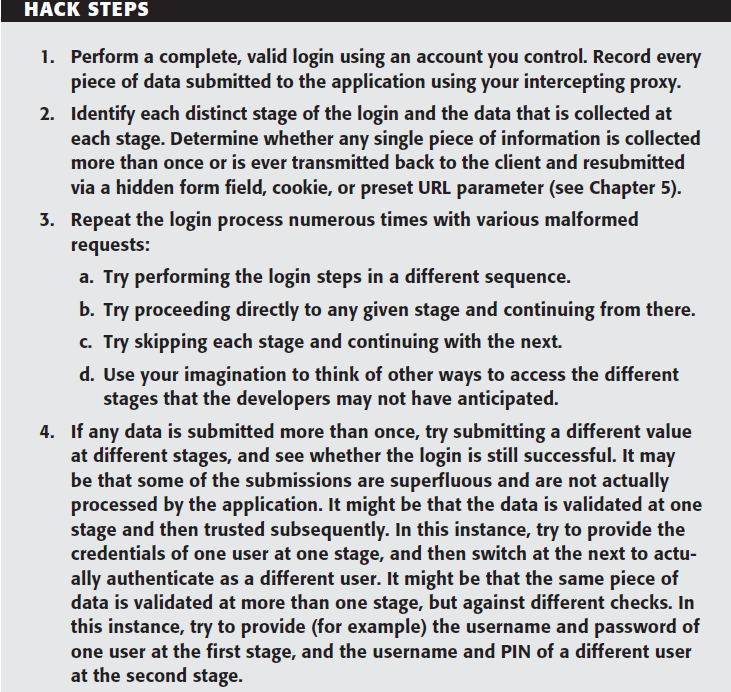 HACK STEPS
1. Perform a complete, valid login using an account you control. Record every
piece of data submitted to the application using your intercepting proxy.
2. Identify each distinct stage of the login and the data that is collected at
each stage. Determine whether any single piece of information is collected
more than once or is ever transmitted back to the client and resubmitted
via a hidden form field, cookie, or preset URL parameter (see Chapter 5).
3. Repeat the login process numerous times with various malformed
requests:
a. Try performing the login steps in a different sequence.
b. Try proceeding directly to any given stage and continuing from there.
c. Try skipping each stage and continuing with the next.
d. Use your imagination to think of other ways to access the different
stages that the developers may not have anticipated.
4. If any data is submitted more than once, try submitting a different value
at different stages, and see whether the login is still successful. It may
be that some of the submissions are superfluous and are not actually
processed by the application. It might be that the data is validated at one
stage and then trusted subsequently. In this instance, try to provide the
credentials of one user at one stage, and then switch at the next to actu-
ally authenticate as a different user. It might be that the same piece of
data is validated at more than one stage, but against different checks. In
this instance, try to provide (for example) the username and password of
one user at the first stage, and the username and PIN of a different user
at the second stage.